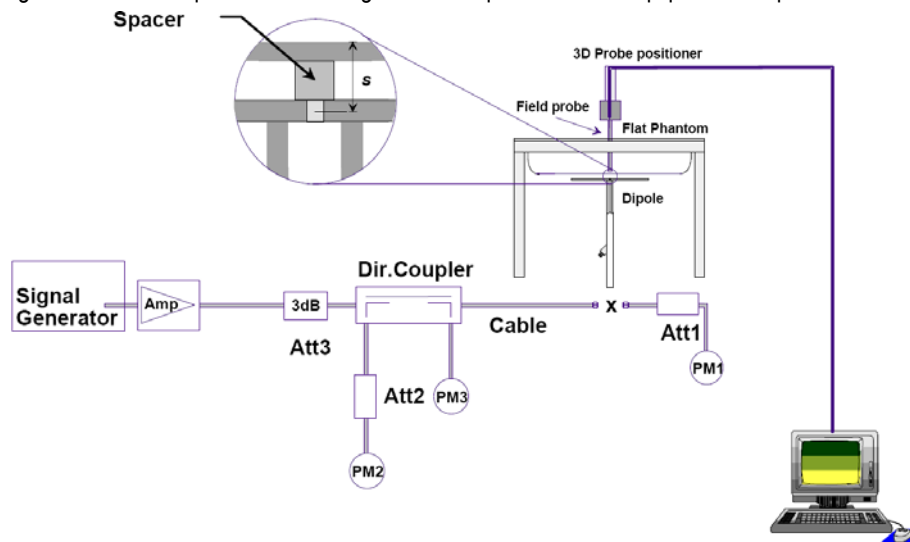 Spacer
s
3D Probe positioner
Field probe
Flat Phantom
Dipole
Signal
Generator
Amp
3dB
Att3
Dir.Coupler
Cable
X
Att1
PM1
Att2
PM3
PM2